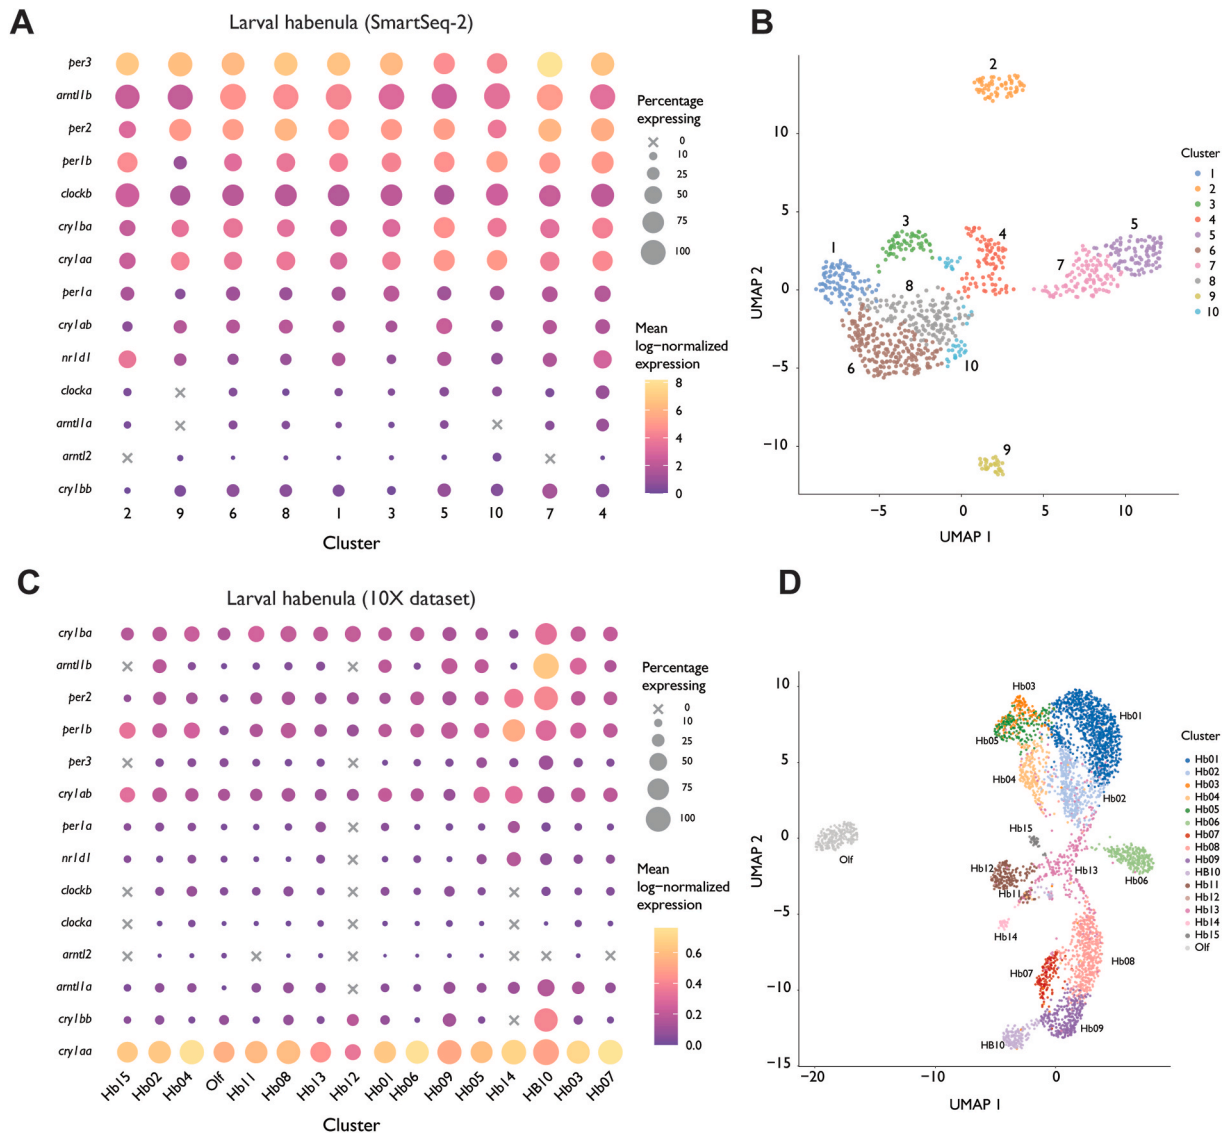 A
Larval habenula (SmartSeq-2)
per3
arntl1b
per2
per1b
clockb
cry1ba
cry1aa
per1a
cry1ab
nr1d1
clocka
arntl1a
arntl2
cry1bb
2 9 6 8 1 3 5 10 7 4
Cluster
Percentage
expressing
0
10
25
50
75
100
Mean
log−normalized
expression
8
6
4
2
0
B
10
5
0
−5
−10
UMAP 2
−5 0 5 10
UMAP 1
2
3
4
5
1
7
8
6
10
9
Cluster
1
2
3
4
5
6
7
8
9
10
C
Larval habenula (10X dataset)
cry1ba
arntl1b
per2
per1b
per3
cry1ab
per1a
nr1d1
clockb
clocka
arntl2
arntl1a
cry1bb
cry1aa
Hb15 Hb02 Hb04 Olf Hb11 Hb08 Hb13 Hb12 Hb01 Hb06 Hb09 Hb05 Hb14 HB10 Hb03 Hb07
Cluster
Percentage
expressing
0
10
25
50
75
100
Mean
log−normalized
expression
0.6
0.4
0.2
0.0
D
10
5
0
−5
−10
−15
UMAP 2
−20 −10 0
UMAP 1
Hb03
Hb01
Hb05
Hb04
Hb02
Hb15
Olf
Hb12
Hb13
Hb06
Hb11
Hb14
Hb08
Hb07
Hb09
HB10
Cluster
Hb01
Hb02
Hb03
Hb04
Hb05
Hb06
Hb07
Hb08
Hb09
HB10
Hb11
Hb12
Hb13
Hb14
Hb15
Olf